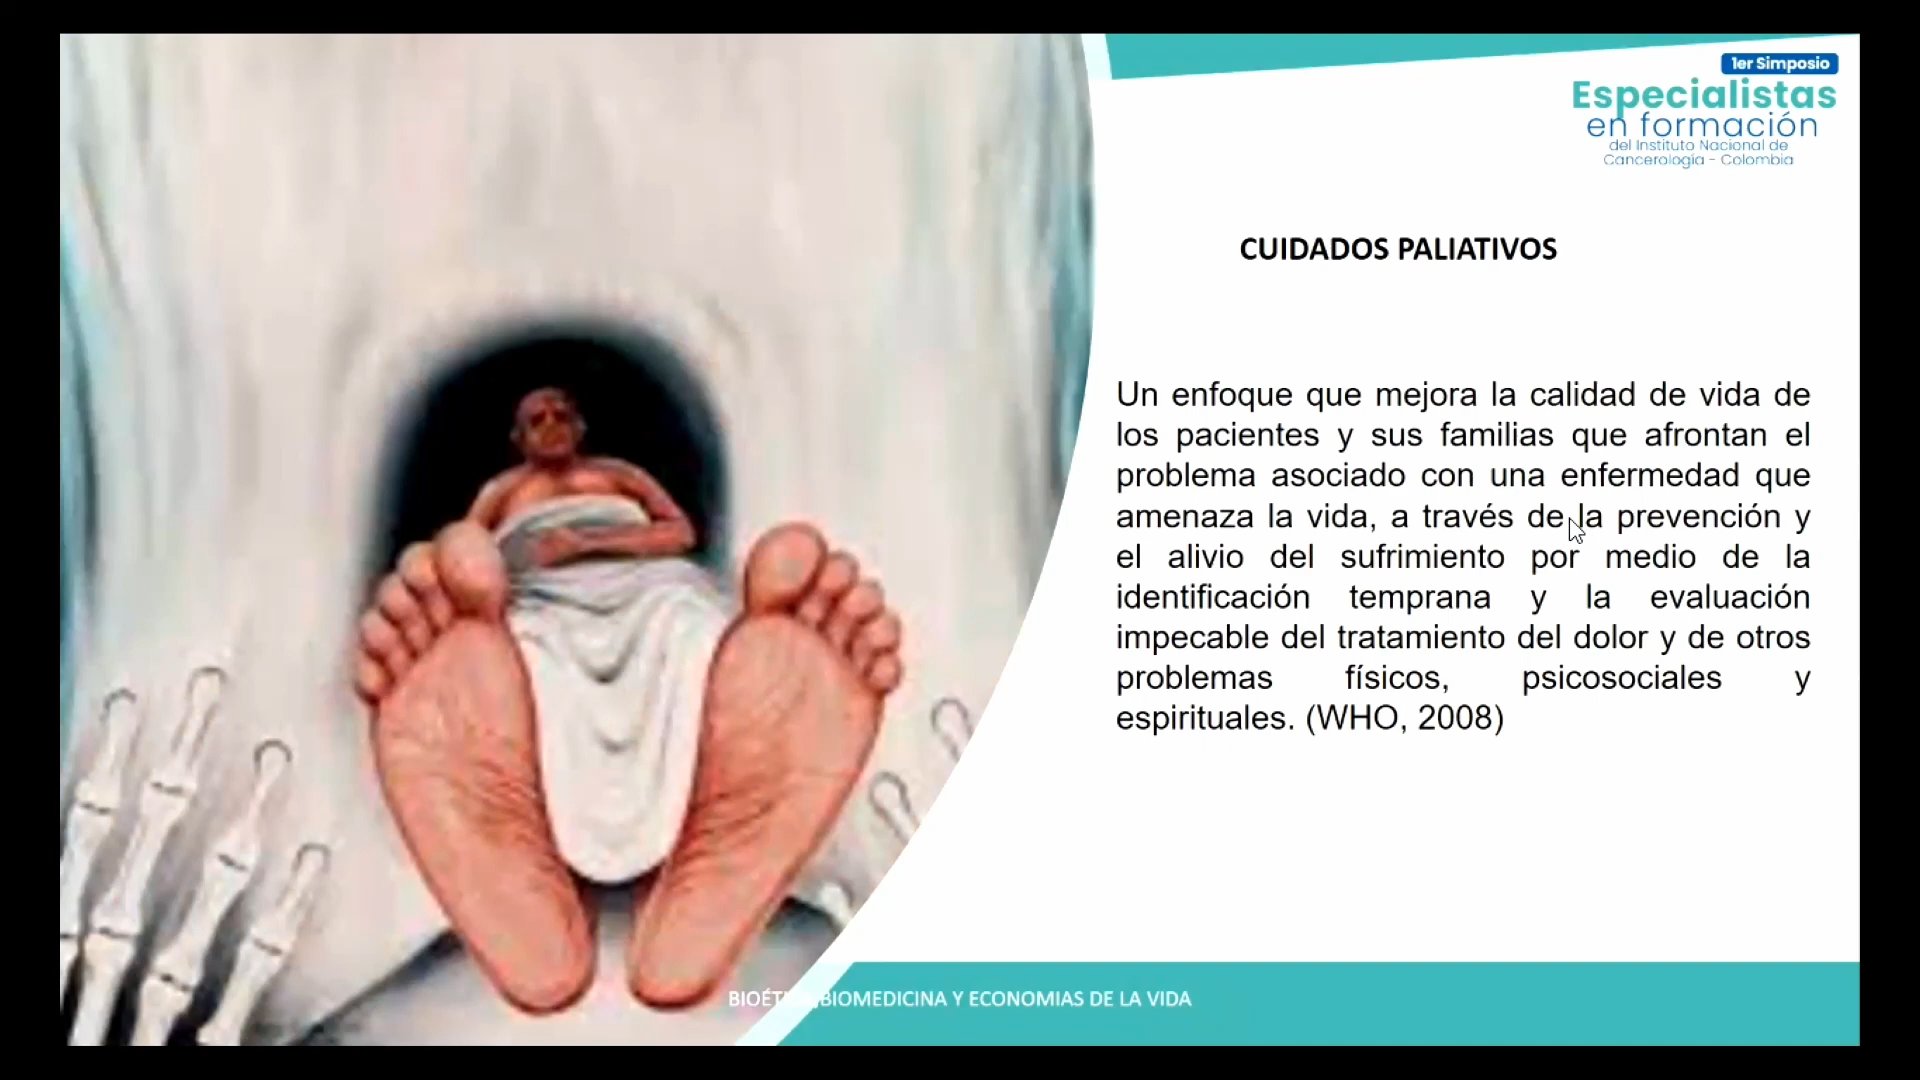 1er Simposio
Especialistas
en formación
del Instituto Nacional de
Cancerología - Colombia
CUIDADOS PALIATIVOS
Un enfoque que mejora la calidad de vida de
los pacientes y sus familias que afrontan el
problema asociado con una enfermedad que
amenaza la vida, a través de la prevención y
el alivio del sufrimiento por medio de la
identificación temprana y la evaluación
impecable del tratamiento del dolor y de otros
problemas físicos, psicosociales y
espirituales. (WHO, 2008)
BIOMEDICINA Y ECONOMIAS DE LA VIDA